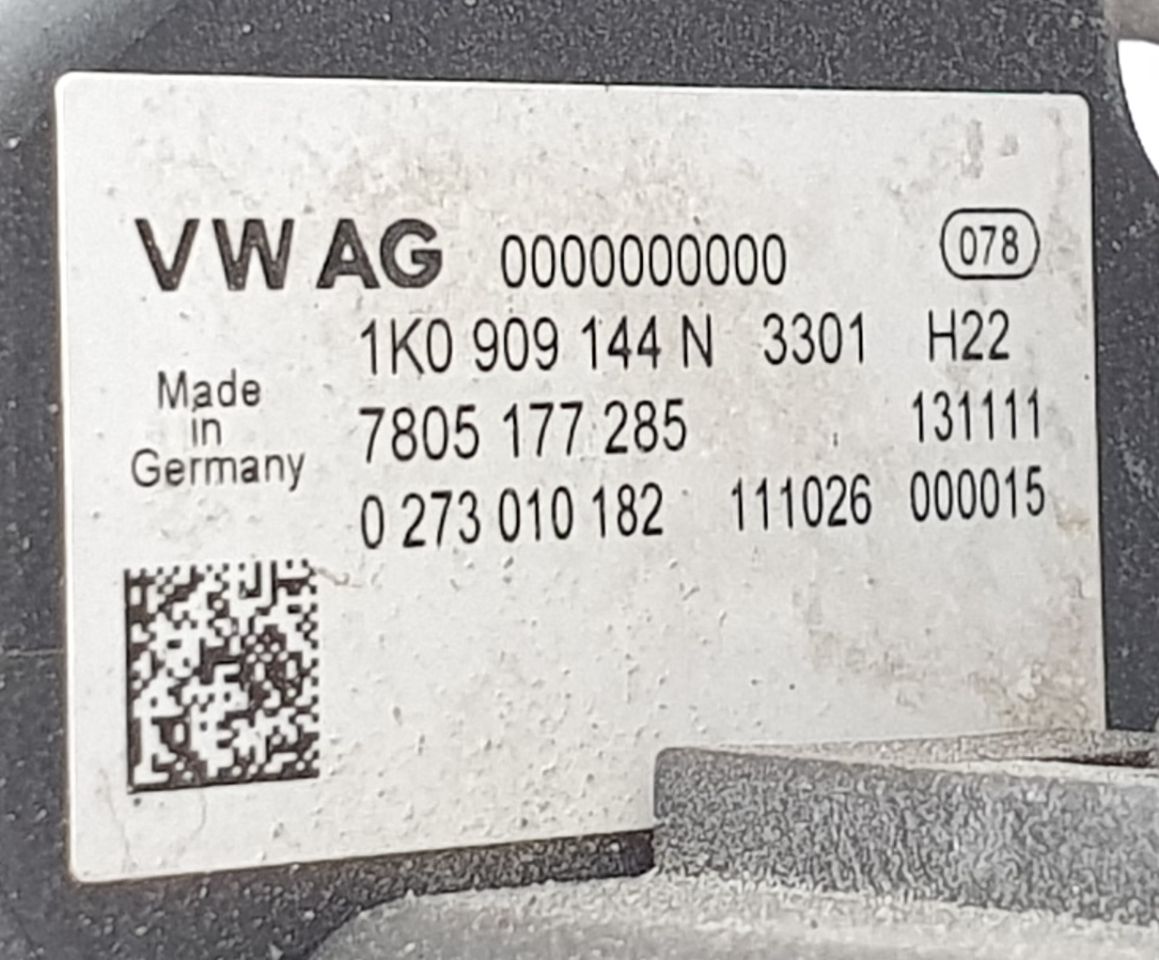 VW AG 0000000000 078
1K0 909 144 N 3301 H22
Made
in
Germany
7805 177 285 131111
0 273 010 182 111026 000015